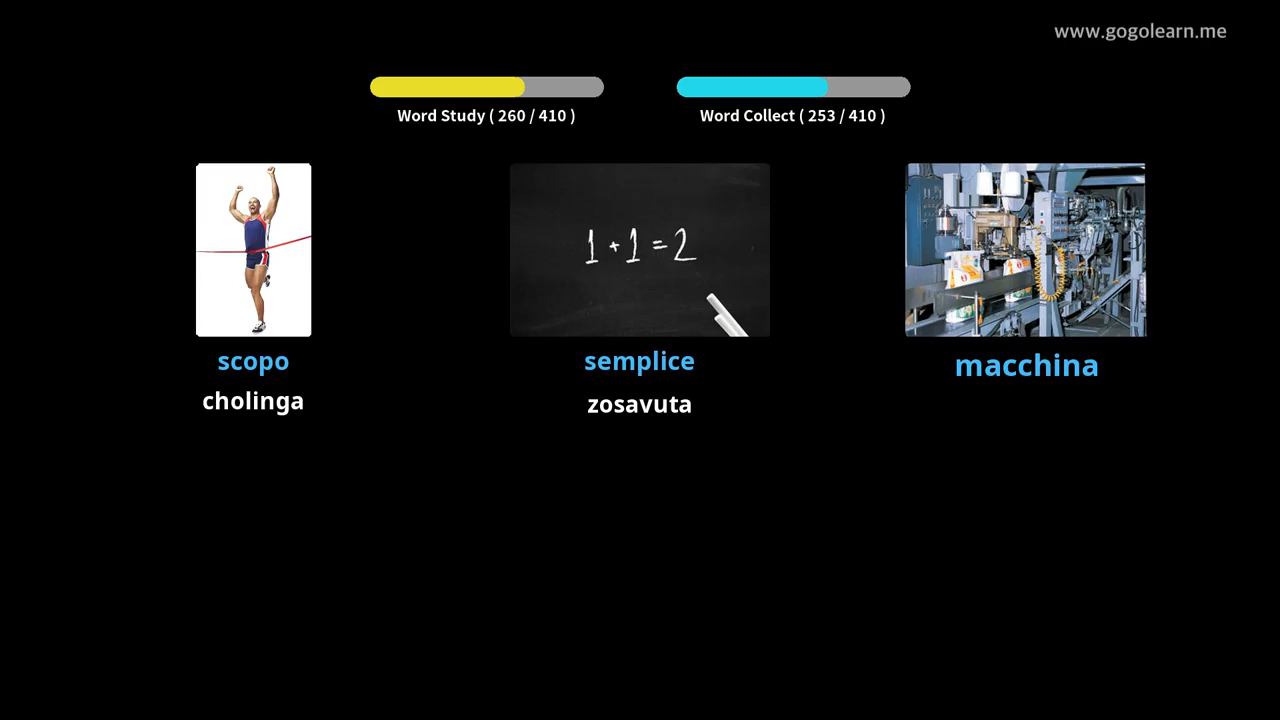 www.gogolearn.me
Word Study ( 260 / 410 )
Word Collect ( 253 / 410 )
1 + 1 = 2
scopo
cholinga
semplice
zosavuta
macchina